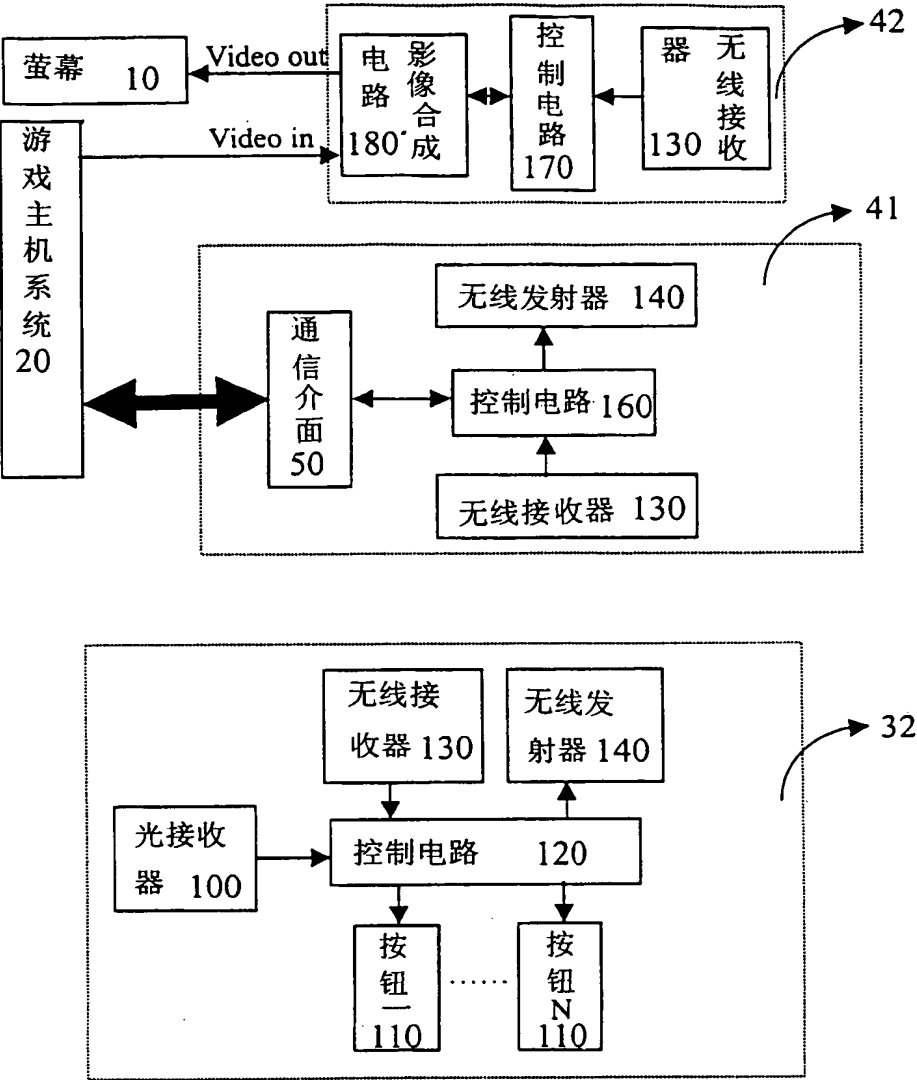 萤幕 10
Video out
Video in
影像合成
电路
180
控制电路
170
无线接收
器
130
42
游戏主机系统
20
41
无线发射器 140
通信介面
50
控制电路 160
无线接收器 130
无线接
收器 130
无线发
射器 140
32
光接收
器 100
控制电路 120
按钮一
110
......
按钮N
110